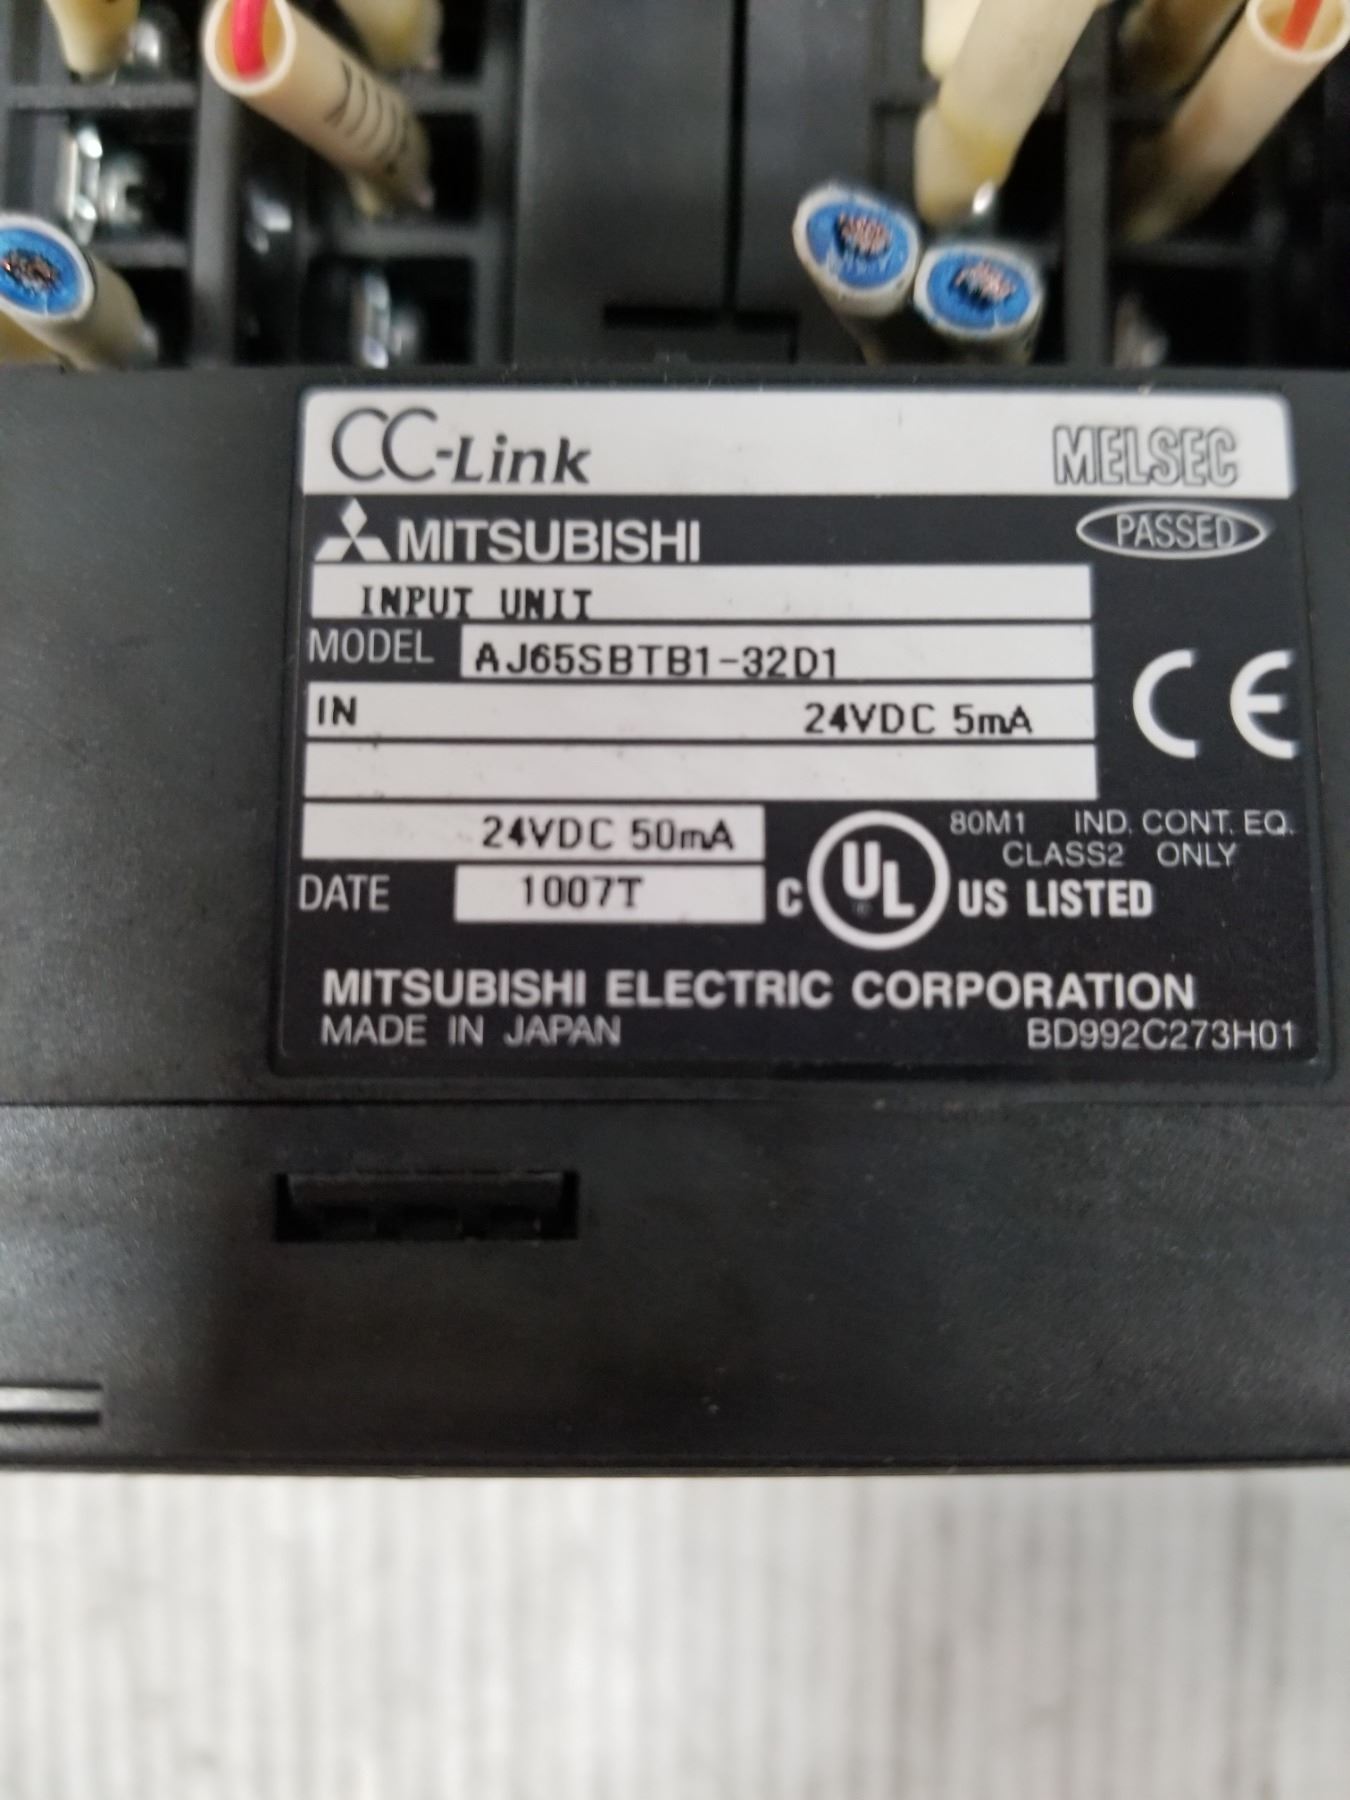 CC-Link MELSEC
MITSUBISHI PASSED
INPUT UNIT
MODEL AJ65SBTB1-32D1
IN 24VDC 5mA
CE
24VDC 50mA
80M1 IND. CONT. EQ.
CLASS2 ONLY
DATE 1007T
C UL US LISTED
MITSUBISHI ELECTRIC CORPORATION
MADE IN JAPAN BD992C273H01